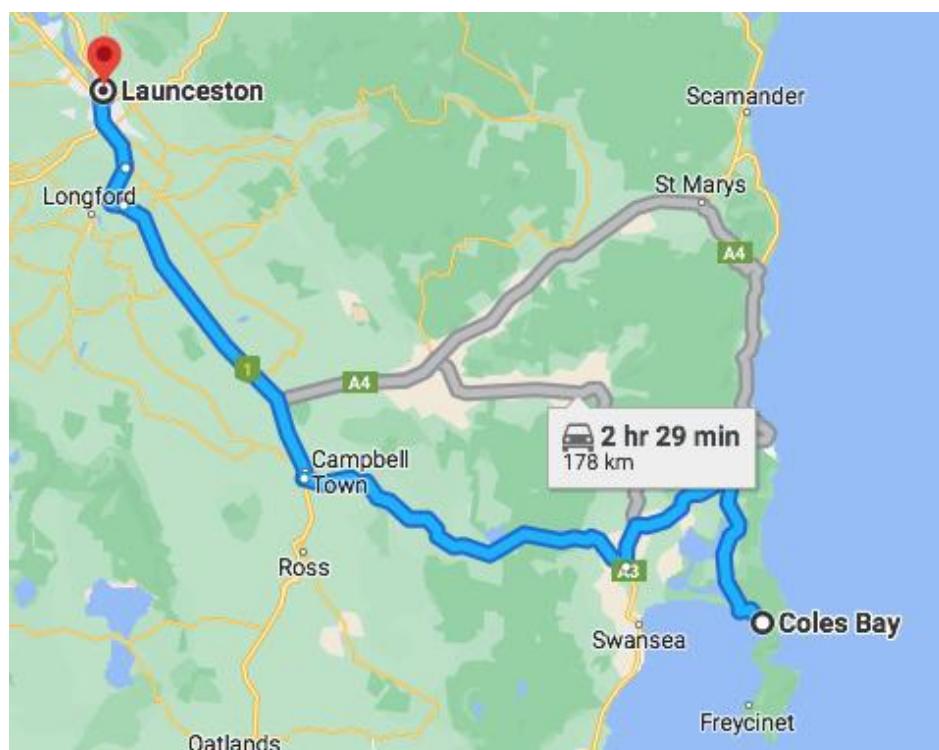 Launceston
Scamander
Longford
St Marys
A4
1
A4
2 hr 29 min
178 km
Campbell
Town
Ross
A3
Swansea
Coles Bay
Freycinet
Oatlands